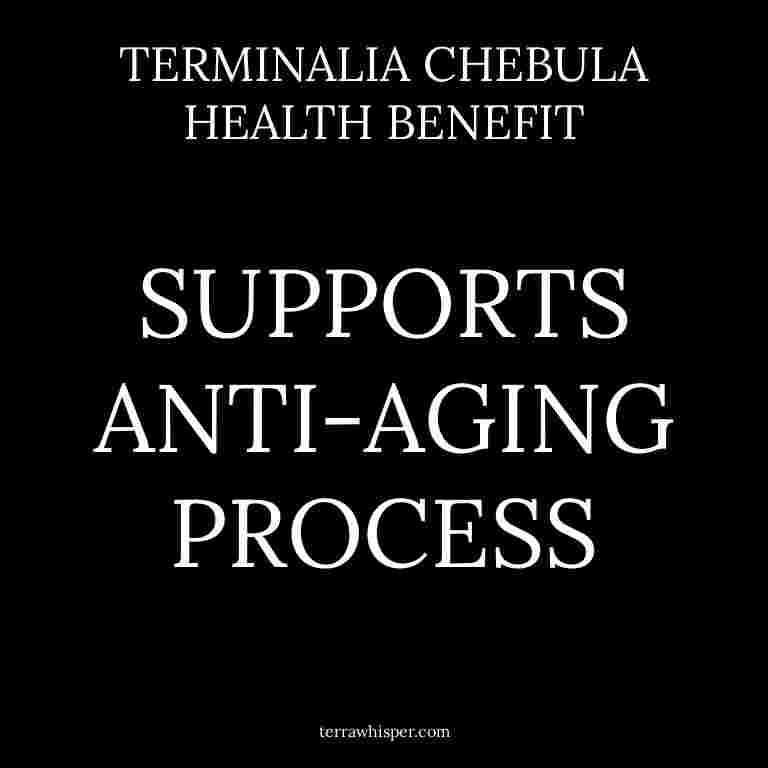 TERMINALIA CHEBULA
HEALTH BENEFIT
SUPPORTS
ANTI-AGING
PROCESS
terrawhisper.com